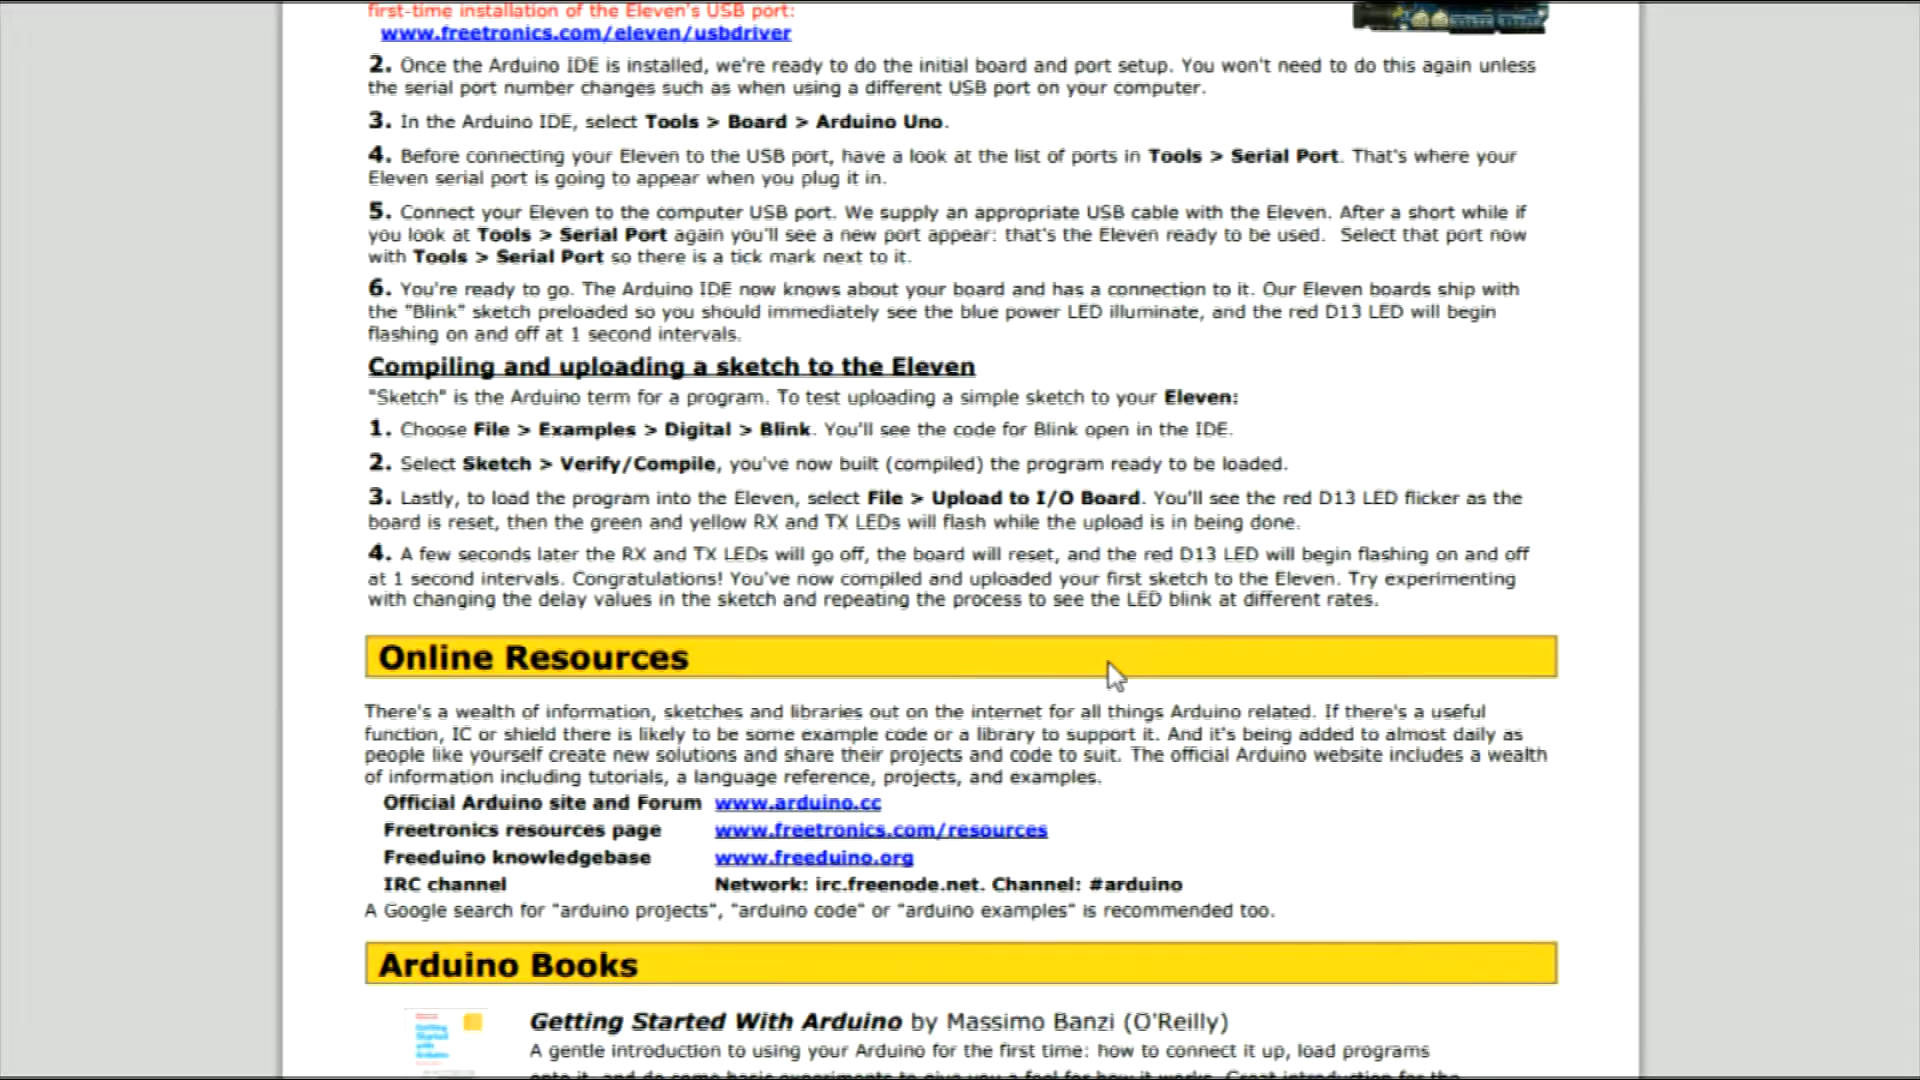 first-time installation of the Eleven's USB port:
www.freetronics.com/eleven/usbdriver
2. Once the Arduino IDE is installed, we're ready to do the initial board and port setup. You won't need to do this again unless
the serial port number changes such as when using a different USB port on your computer.
3. In the Arduino IDE, select Tools > Board > Arduino Uno.
4. Before connecting your Eleven to the USB port, have a look at the list of ports in Tools > Serial Port. That's where your
Eleven serial port is going to appear when you plug it in.
5. Connect your Eleven to the computer USB port. We supply an appropriate USB cable with the Eleven. After a short while if
you look at Tools > Serial Port again you'll see a new port appear: that's the Eleven ready to be used. Select that port now
with Tools > Serial Port so there is a tick mark next to it.
6. You're ready to go. The Arduino IDE now knows about your board and has a connection to it. Our Eleven boards ship with
the "Blink" sketch preloaded so you should immediately see the blue power LED illuminate, and the red D13 LED will begin
flashing on and off at 1 second intervals.
Compiling and uploading a sketch to the Eleven
"Sketch" is the Arduino term for a program. To test uploading a simple sketch to your Eleven:
1. Choose File > Examples > Digital > Blink. You'll see the code for Blink open in the IDE.
2. Select Sketch > Verify/Compile, you've now built (compiled) the program ready to be loaded.
3. Lastly, to load the program into the Eleven, select File > Upload to I/O Board. You'll see the red D13 LED flicker as the
board is reset, then the green and yellow RX and TX LEDs will flash while the upload is in being done.
4. A few seconds later the RX and TX LEDs will go off, the board will reset, and the red D13 LED will begin flashing on and off
at 1 second intervals. Congratulations! You've now compiled and uploaded your first sketch to the Eleven. Try experimenting
with changing the delay values in the sketch and repeating the process to see the LED blink at different rates.
Online Resources
There's a wealth of information, sketches and libraries out on the internet for all things Arduino related. If there's a useful
function, IC or shield there is likely to be some example code or a library to support it. And it's being added to almost daily as
people like yourself create new solutions and share their projects and code to suit. The official Arduino website includes a wealth
of information including tutorials, a language reference, projects, and examples.
Official Arduino site and Forum www.arduino.cc
Freetronics resources page www.freetronics.com/resources
Freeduino knowledgebase www.freeduino.org
IRC channel Network: irc.freenode.net. Channel: #arduino
A Google search for "arduino projects", "arduino code" or "arduino examples" is recommended too.
Arduino Books
Getting Started With Arduino by Massimo Banzi (O'Reilly)
A gentle introduction to using your Arduino for the first time: how to connect it up, load programs
onto it, and do some basic experiments to give you a feel for how it works. Great introduction for the
Getting
Started
with
Arduino